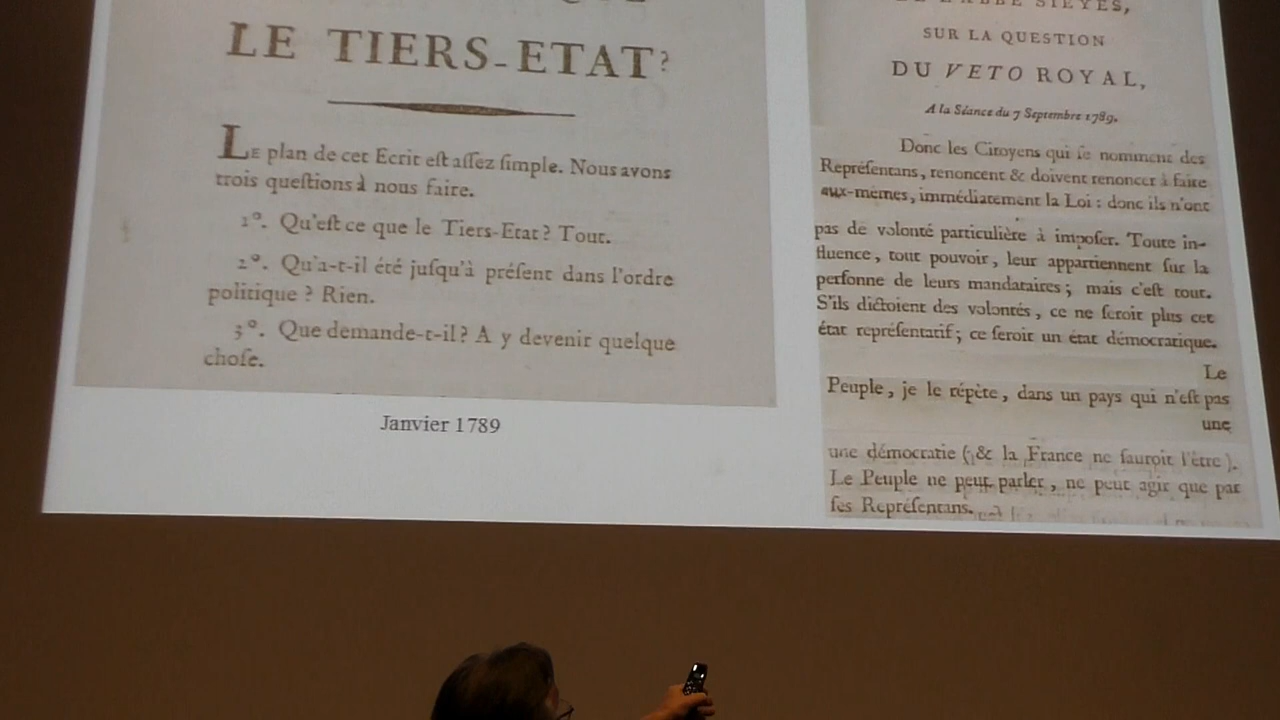 LE TIERS-ETAT?
LE plan de cet Ecrit eſt aſſez ſimple. Nous avons
trois queſtions à nous faire.
1°. Qu'eſt ce que le Tiers-Etat? Tout.
2°. Qu'a-t-il été juſqu'à préſent dans l'ordre
politique ? Rien.
3°. Que demande-t-il? A y devenir quelque
choſe.
Janvier 1789
SIEYES,
SUR LA QUESTION
DU VETO ROYAL,
A la Séance du 7 Septembre 1789.
Donc les Citoyens qui ſe nomment des
Repréſentans, renoncent & doivent renoncer à faire
eux-mêmes, immédiatement la Loi : donc ils n'ont
pas de volonté particulière à impoſer. Toute in-
fluence, tout pouvoir, leur appartiennent ſur la
perſonne de leurs mandataires ; mais c'eſt tout.
S'ils dictoient des volontés, ce ne ſeroit plus cet
état repréſentatif ; ce ſeroit un état démocratique.
Le
Peuple, je le répète, dans un pays qui n'eſt pas
une
une démocratie (& la France ne ſauroit l'être).
Le Peuple ne peut parler, ne peut agir que par
ſes Repréſentans.